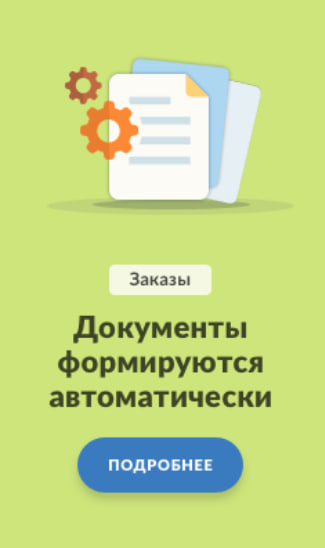 Заказы
Документы
формируются
автоматически
ПОДРОБНЕЕ